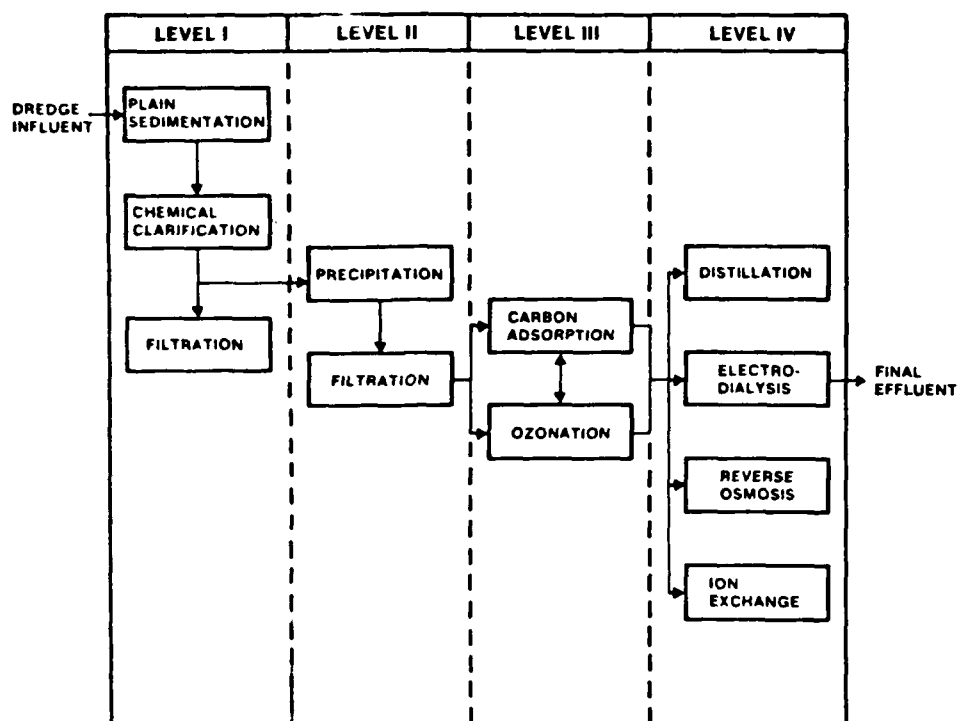 LEVEL I
LEVEL II
LEVEL III
LEVEL IV
DREDGE
INFLUENT
PLAIN
SEDIMENTATION
CHEMICAL
CLARIFICATION
FILTRATION
PRECIPITATION
FILTRATION
CARBON
ADSORPTION
OZONATION
DISTILLATION
ELECTRO-
DIALYSIS
REVERSE
OSMOSIS
ION
EXCHANGE
FINAL
EFFLUENT